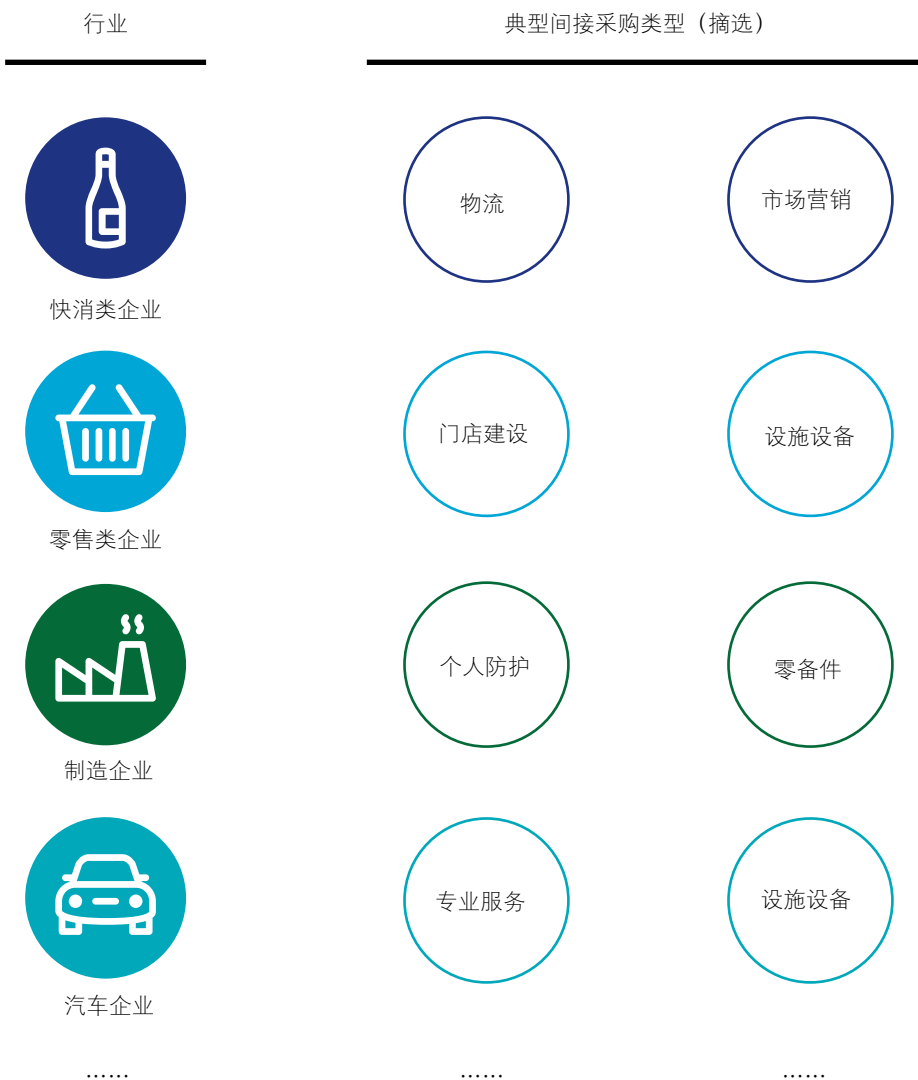 行业
典型间接采购类型（摘选）
物流
市场营销
快消类企业
门店建设
设施设备
零售类企业
个人防护
零备件
制造企业
专业服务
设施设备
汽车企业
……
……
……